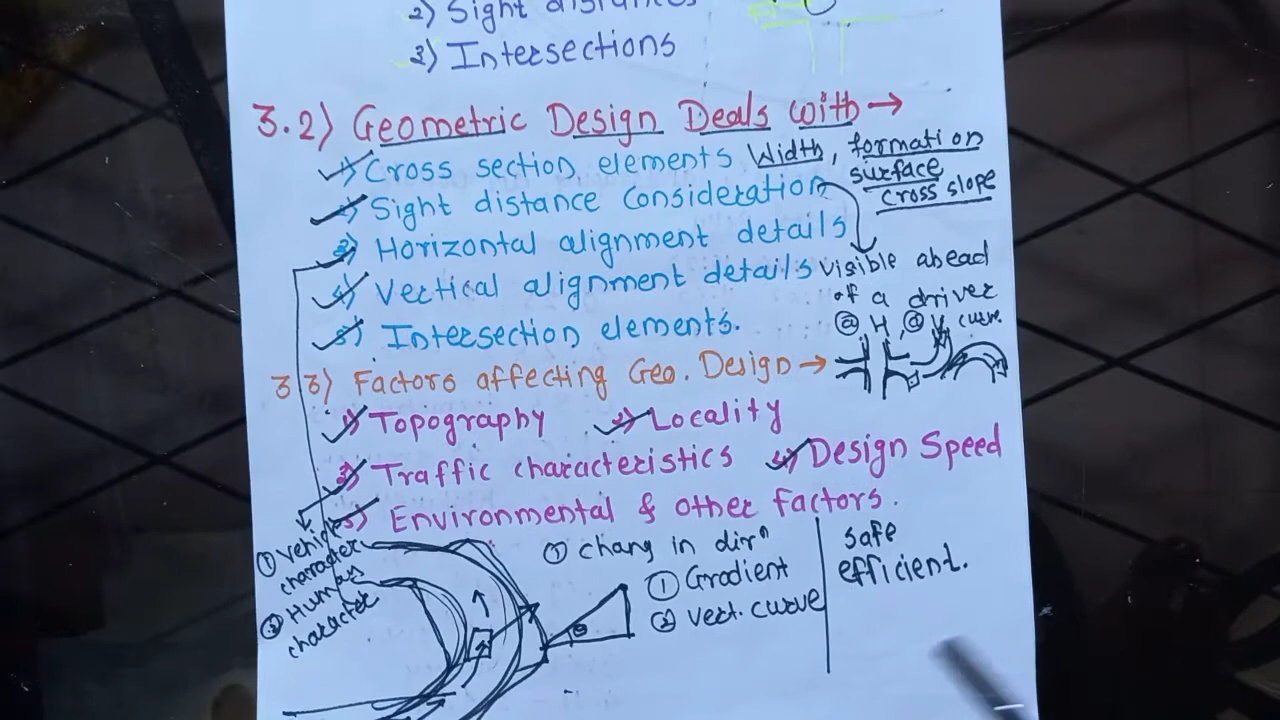 2) Sight distances
3) Intersections
3.2) Geometric Design Deals with →
1) Cross section elements Width, formation
surface
cross slope
2) Sight distance consideration
3) Horizontal alignment details
4) Vertical alignment details visible ahead
of a driver
@ H, @ V curve.
5) Intersection elements.
3.3) Factors affecting Geo. Design →
1) Topography 2) Locality
3) Traffic characteristics 4) Design Speed
5) Environmental & other factors.
① Vehicle
character
② Human
character
① chang in dirⁿ
① Gradient
② vert. curve
θ
safe
efficient.